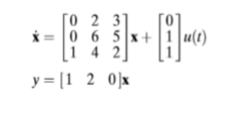 ẋ = [0 2 3; 0 6 5; 1 4 2] x + [0; 1; 1] u(t)
y = [1 2 0]x